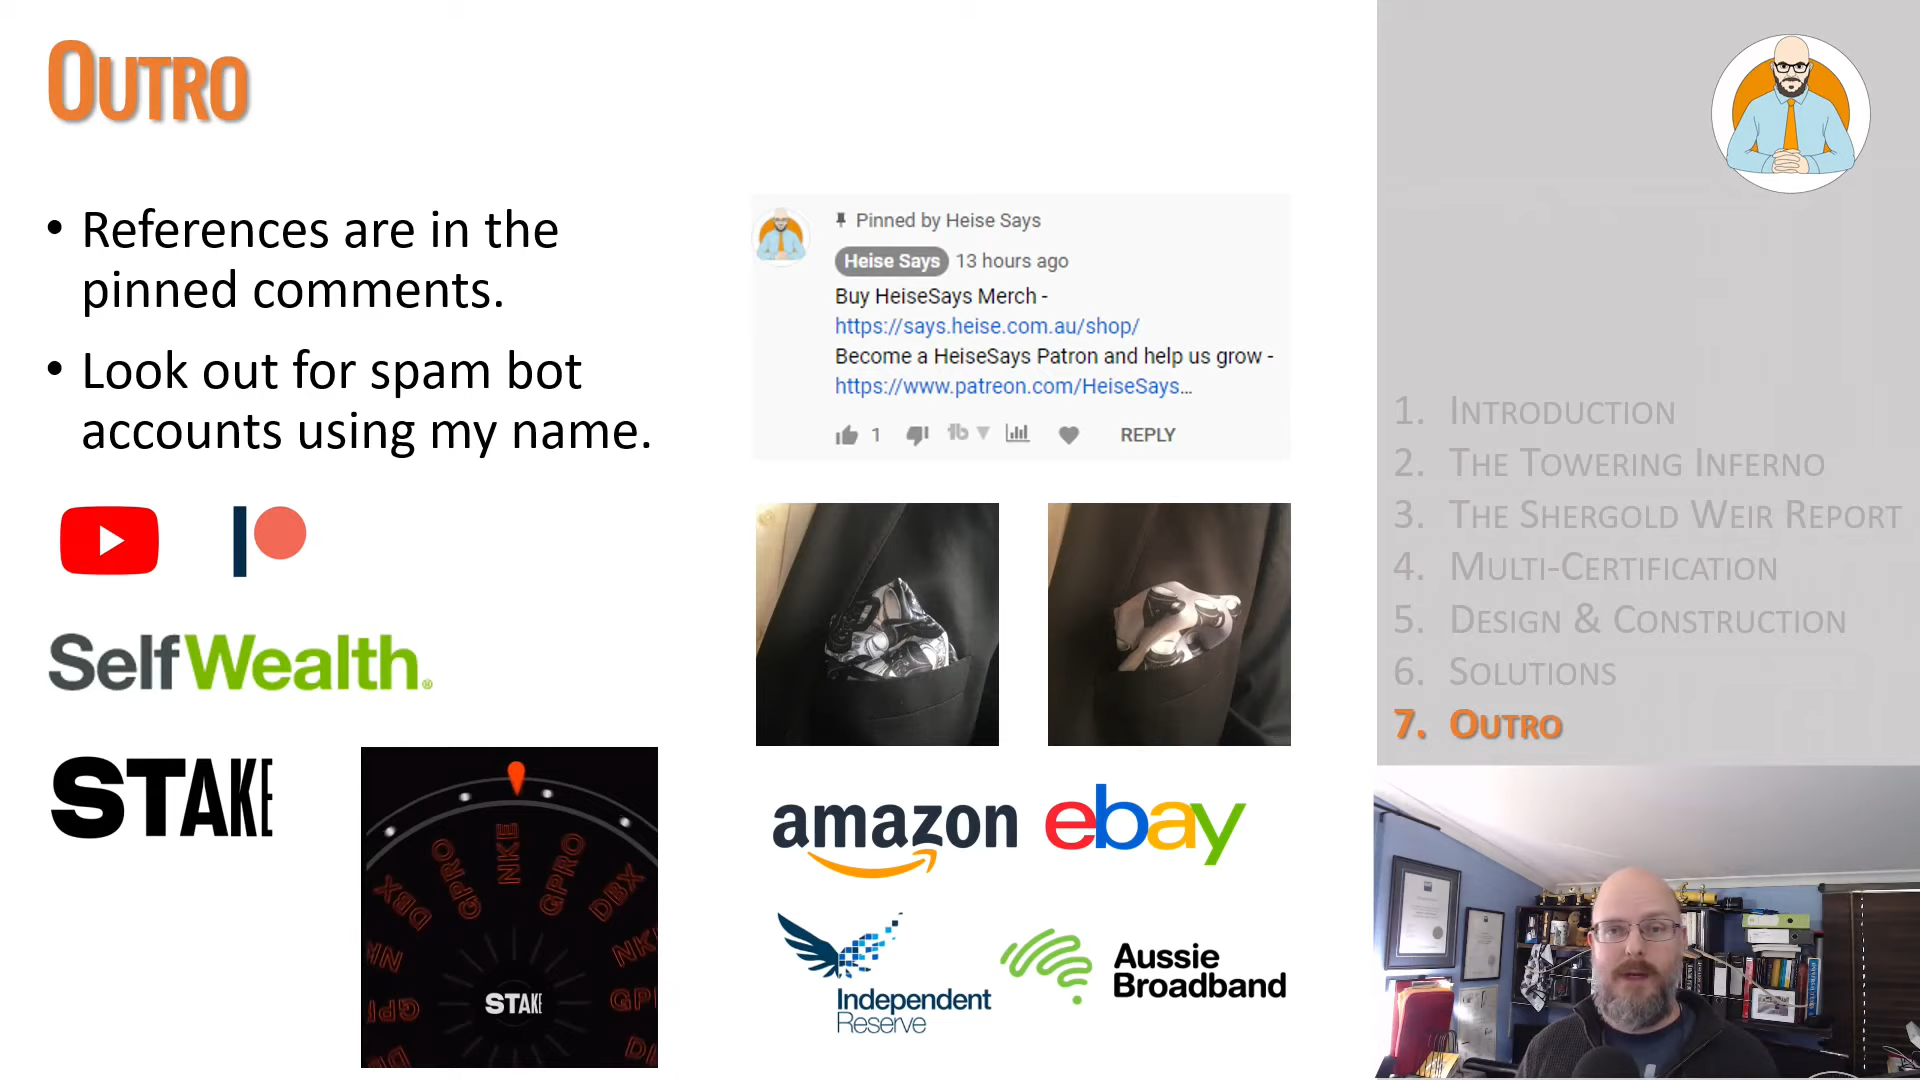 OUTRO
• References are in the
pinned comments.
• Look out for spam bot
accounts using my name.
SelfWealth®
STAKE
DBX
GPRO
NKE
GPRO
DBX
STAKE
Pinned by Heise Says
Heise Says 13 hours ago
Buy HeiseSays Merch -
https://says.heise.com.au/shop/
Become a HeiseSays Patron and help us grow -
https://www.patreon.com/HeiseSays...
1 REPLY
amazon ebay
Independent
Reserve
Aussie
Broadband
1. INTRODUCTION
2. THE TOWERING INFERNO
3. THE SHERGOLD WEIR REPORT
4. MULTI-CERTIFICATION
5. DESIGN & CONSTRUCTION
6. SOLUTIONS
7. OUTRO